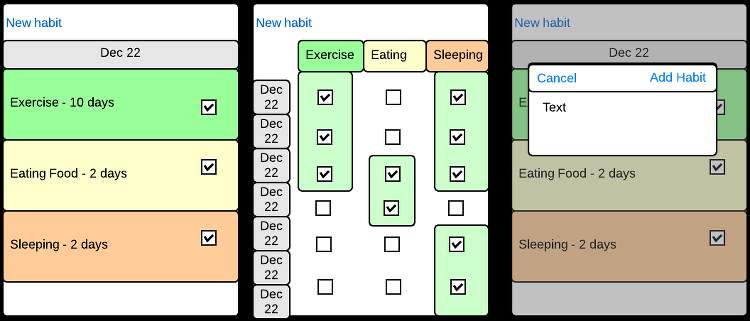 New habit
Dec 22
Exercise - 10 days
Eating Food - 2 days
Sleeping - 2 days
New habit
Exercise Eating Sleeping
Dec
22
Dec
22
Dec
22
Dec
22
Dec
22
Dec
22
Dec
22
New habit
Dec 22
Cancel Add Habit
E
Text
Eating Food - 2 days
Sleeping - 2 days